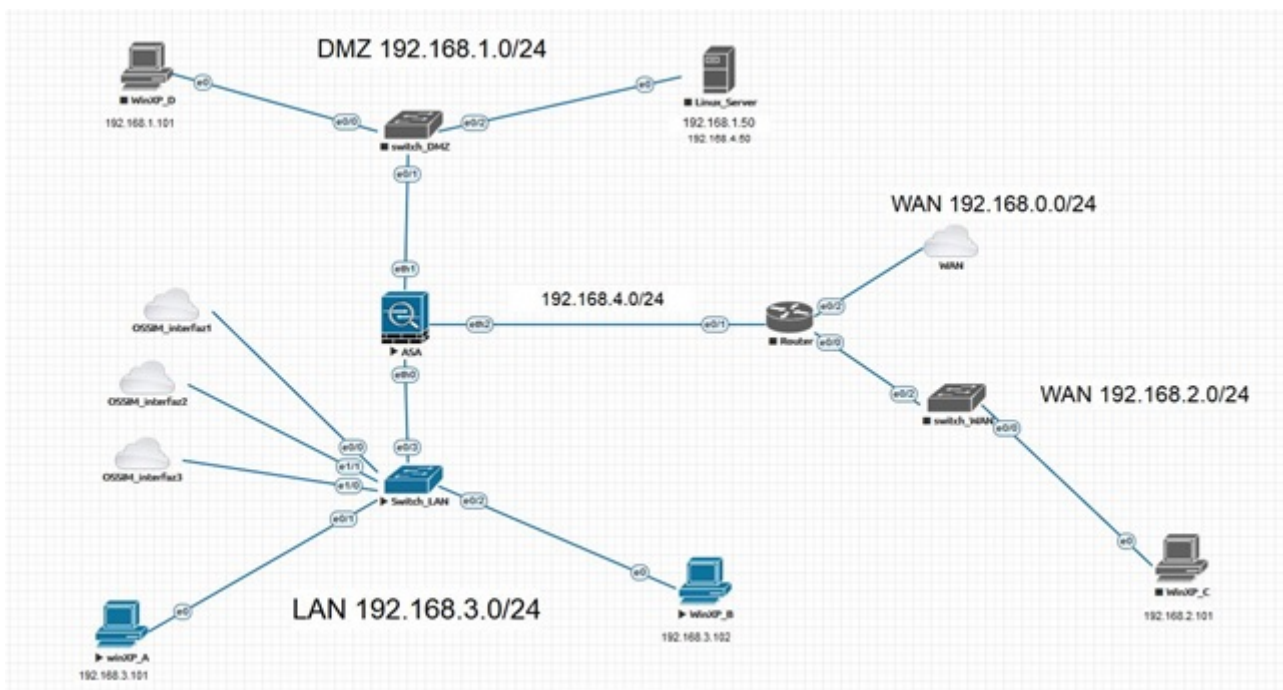 DMZ 192.168.1.0/24
e0
WinXP_D
192.168.1.101
e0/0
e0/2
e0
Linux_Server
192.168.1.50
192.168.4.50
switch_DMZ
e0/1
WAN 192.168.0.0/24
WAN
eth1
192.168.4.0/24
eth2
e0/1
e0/2
Router
e0/0
ASA
eth0
OSSIM_interfaz1
OSSIM_interfaz2
OSSIM_interfaz3
e0/0
e1/1
e1/0
e0/3
Switch_LAN
e0/1
e0/2
e0/2
switch_WAN
e0/0
WAN 192.168.2.0/24
e0
WinXP_C
192.168.2.101
e0
WinXP_B
192.168.3.102
LAN 192.168.3.0/24
e0
winXP_A
192.168.3.101